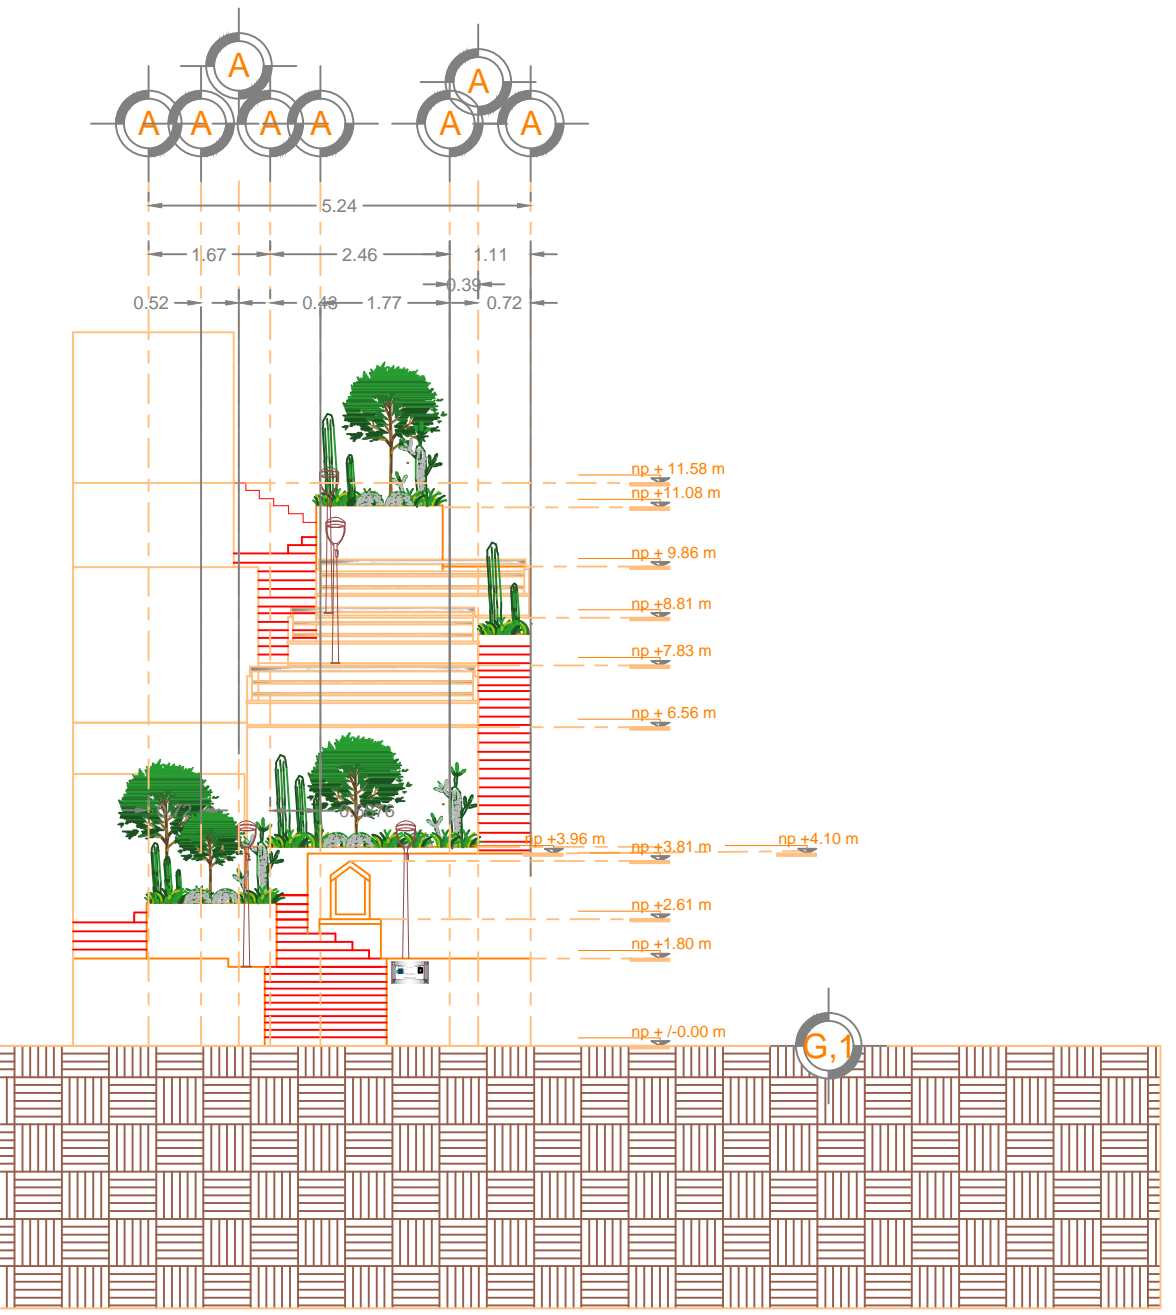 A
A
A A A A A A
5.24
1.67 2.46 1.11
0.39
0.52 0.43 1.77 0.72
np + 11.58 m
np +11.08 m
np + 9.86 m
np +8.81 m
np +7.83 m
np + 6.56 m
np +3.96 m
np +3.81 m
np +4.10 m
np +2.61 m
np +1.80 m
np + /-0.00 m
G,1